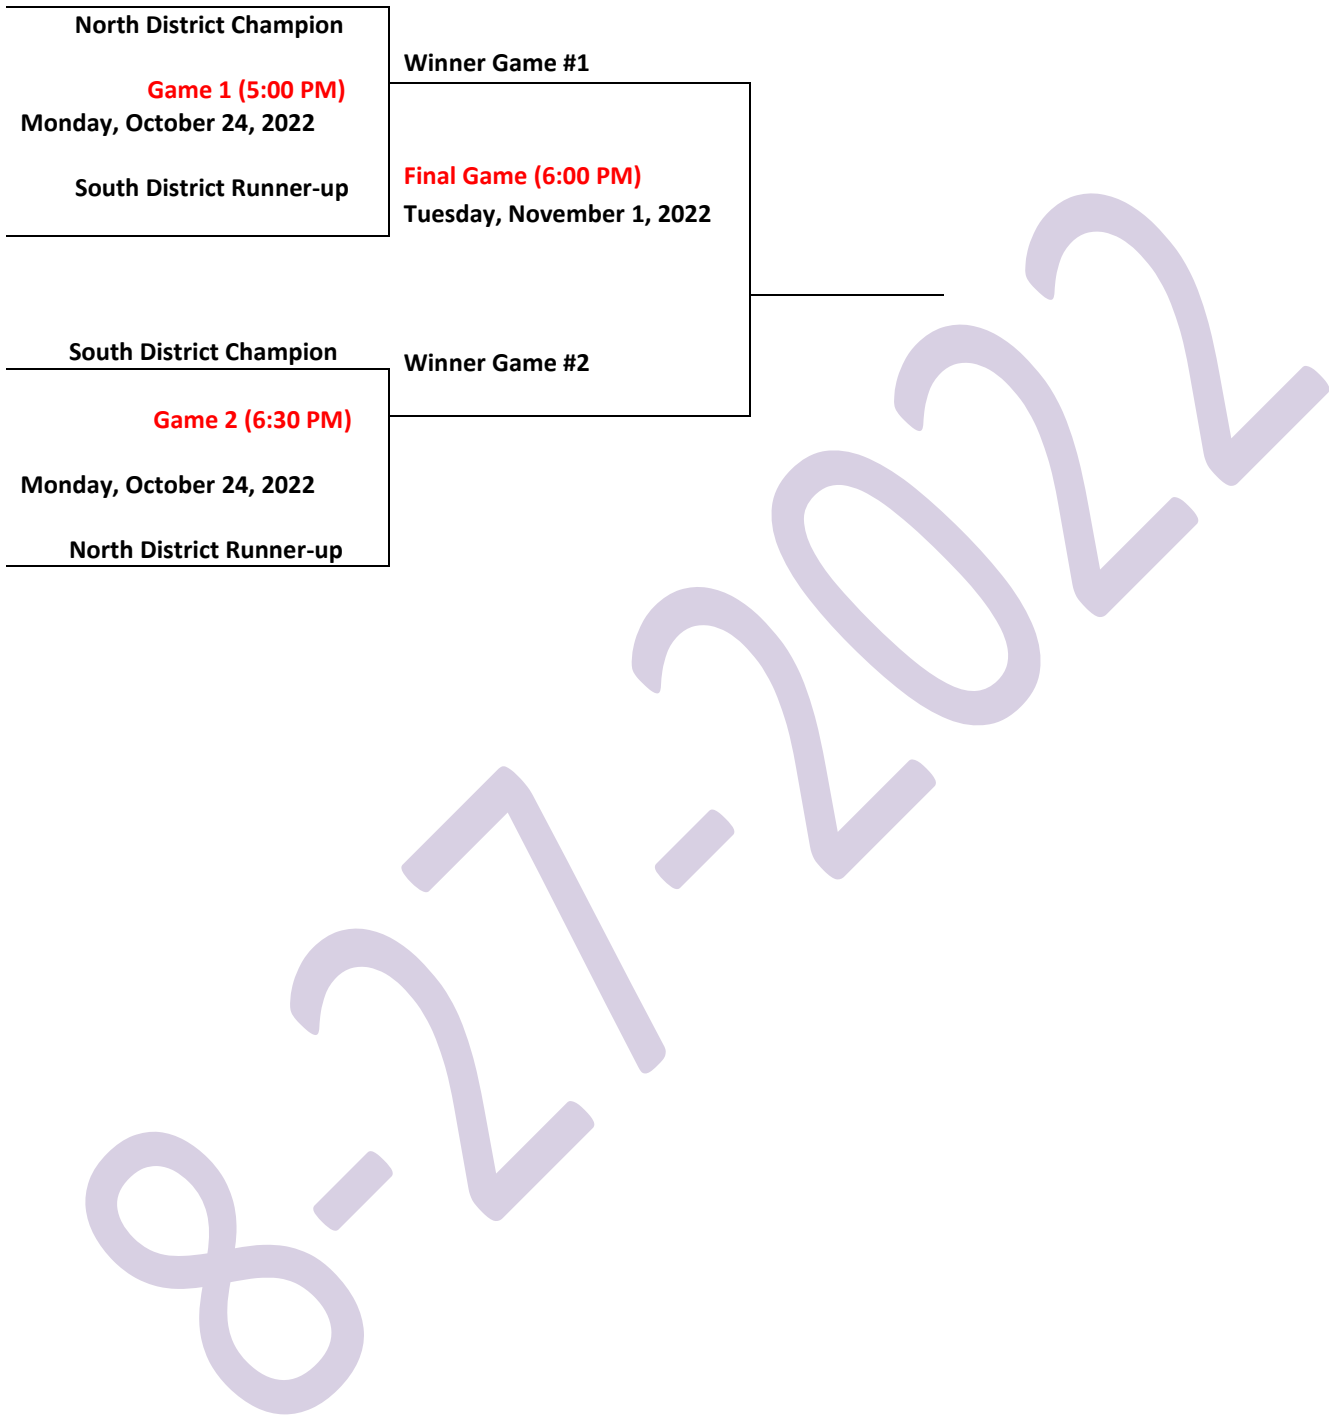 North District Champion
Winner Game #1
Game 1 (5:00 PM)
Monday, October 24, 2022
Final Game (6:00 PM)
South District Runner-up
Tuesday, November 1, 2022
South District Champion
Winner Game #2
Game 2 (6:30 PM)
Monday, October 24, 2022
North District Runner-up
8-27-2022